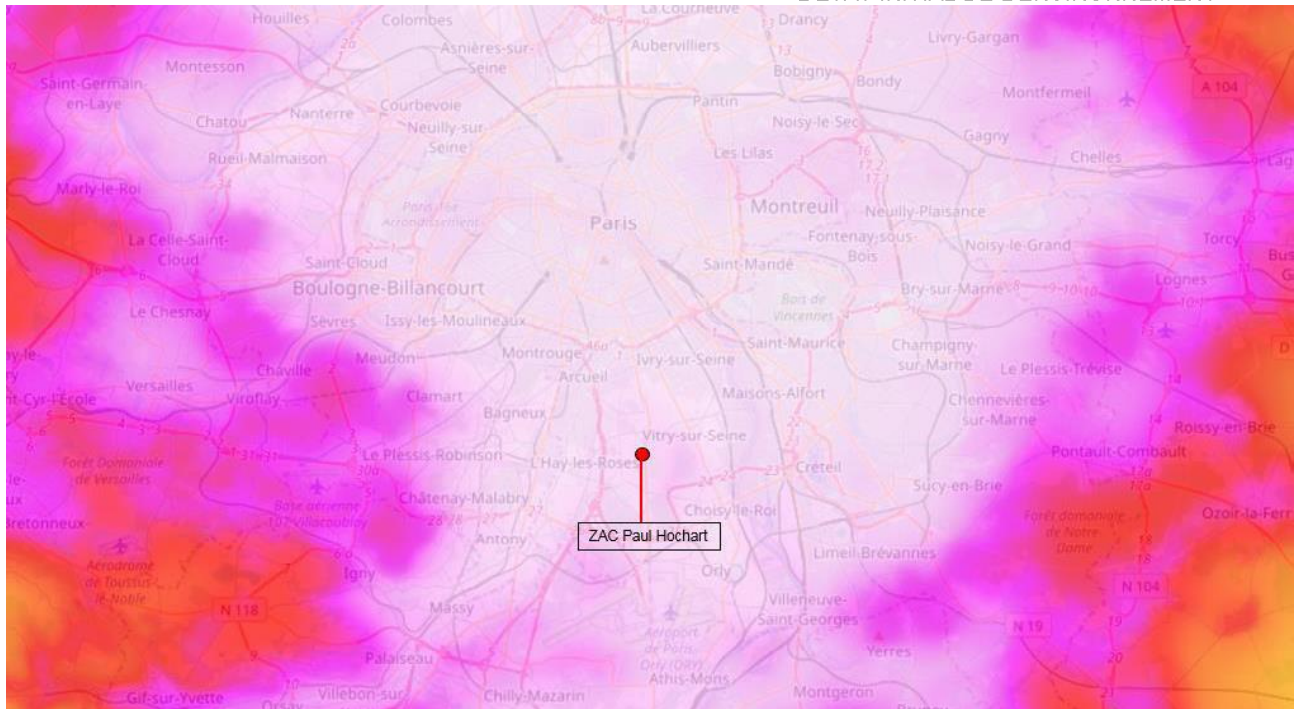 La Courneuve
Drancy
Houilles
Colombes
Livry-Gargan
Asnières-sur-
Seine
Aubervilliers
Montesson
Bobigny
Bondy
Saint-Germain-
en-Laye
A 104
Montfermeil
Courbevoie
Nanterre
Pantin
Chatou
Neuilly-sur-
Seine
Noisy-le-Sec
Gagny
Rueil-Malmaison
Les Lilas
Chelles
Marly-le-Roi
Montreuil
Neuilly-Plaisance
Paris 16e
Arrondissement
Paris
La Celle-Saint-
Cloud
Fontenay-sous-
Bois
Noisy-le-Grand
Torcy
Saint-Cloud
Saint-Mandé
Lognes
Boulogne-Billancourt
Bois de
Vincennes
Bry-sur-Marne
Le Chesnay
Sèvres
Issy-les-Moulineaux
Saint-Maurice
Champigny-
sur-Marne
Meudon
Montrouge
Ivry-sur-Seine
Chaville
Arcueil
Le Plessis-Trévise
Versailles
Viroflay
Clamart
Maisons-Alfort
Chennevières-
sur-Marne
Bagneux
Vitry-sur-Seine
Roissy-en-Brie
Le Plessis-Robinson
L'Haÿ-les-Roses
Pontault-Combault
Forêt Domaniale
de Versailles
Créteil
Châtenay-Malabry
Sucy-en-Brie
Base aérienne
107 Villacoublay
Choisy-le-Roi
Ozoir-la-Ferr
Bretonneux
Forêt domaniale
de Notre-
Dame
ZAC Paul Hochart
Antony
Limeil-Brévannes
Aérodrome
de Toussus-
le-Noble
Igny
Orly
N 104
N 118
Massy
Villeneuve-
Saint-Georges
N 19
Aéroport
de Paris-
Orly (ORY)
Yerres
Palaiseau
Athis-Mons
Gif-sur-Yvette
Orsay
Villebon-sur-
Chilly-Mazarin
Montgeron